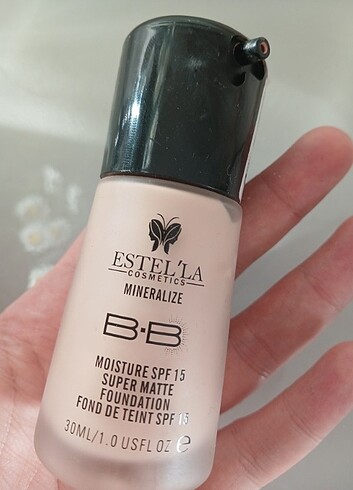 ESTEL'LA
COSMETICS
MINERALIZE
B·B
MOISTURE SPF 15
SUPER MATTE
FOUNDATION
FOND DE TEINT SPF 15
30ML/1.0 USFL OZ ℮